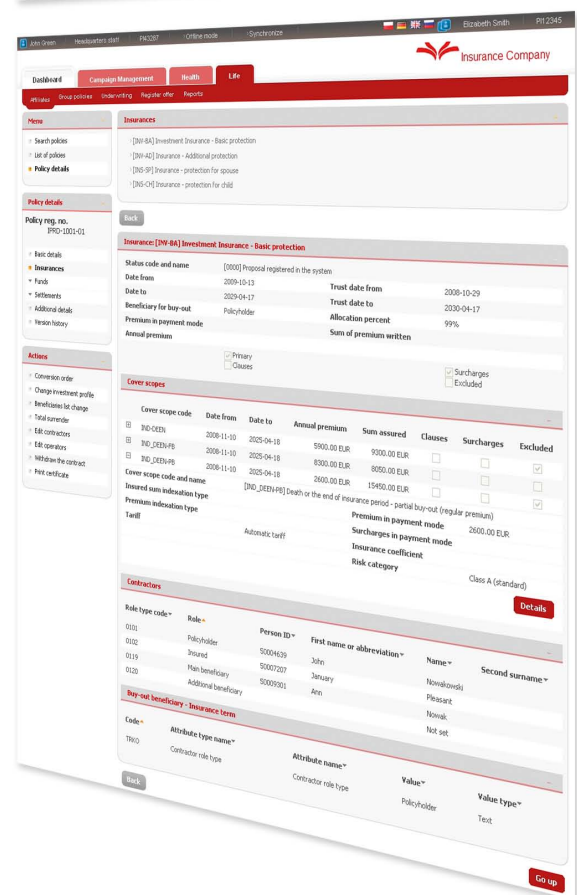 John Green Headquarters staff PI43287 Offline mode Synchronize Elizabeth Smith PI12345
Insurance Company
Dashboard Campaign Management Health Life
Affiliates Group policies Underwriting Register offer Reports
Menu
Search policies
List of policies
Policy details
Policy details
Policy reg. no.
IPRD-1001-01
Basic details
Insurances
Funds
Settlements
Additional details
Version history
Actions
Conversion order
Change investment profile
Beneficiaries list change
Total surrender
Edit contractors
Edit operators
Withdraw the contract
Print certificate
Insurances
[INV-BA] Investment Insurance - Basic protection
[INV-AD] Insurance - Additional protection
[INS-SP] Insurance - protection for spouse
[INS-CH] Insurance - protection for child
Back
Insurance: [INV-BA] Investment Insurance - Basic protection
Status code and name [0000] Proposal registered in the system
Date from 2009-10-13 Trust date from 2008-10-29
Date to 2029-04-17 Trust date to 2030-04-17
Beneficiary for buy-out Policyholder Allocation percent 99%
Premium in payment mode Sum of premium written
Annual premium
Primary Surcharges
Clauses Excluded
Cover scopes
Cover scope code Date from Date to Annual premium Sum assured Clauses Surcharges Excluded
IND-DEEN 2008-11-10 2025-04-18 5900.00 EUR 9300.00 EUR
IND_DEEN-PB 2008-11-10 2025-04-18 8300.00 EUR 8050.00 EUR
IND_DEEN-PB 2008-11-10 2025-04-18 2600.00 EUR 15450.00 EUR
Cover scope code and name [IND_DEEN-PB] Death or the end of insurance period - partial buy-out (regular premium)
Insured sum indexation type Premium in payment mode 2600.00 EUR
Premium indexation type Surcharges in payment mode
Tariff Automatic tariff Insurance coefficient
Risk category Class A (standard)
Details
Contractors
Role type code Role Person ID First name or abbreviation Name Second surname
0101 Policyholder 50004639 John Nowakowski
0102 Insured 50007207 January Pleasant
0119 Main beneficiary 50009301 Ann Nowak
0120 Additional beneficiary Not set
Buy-out beneficiary - Insurance term
Code Attribute type name Attribute name Value Value type
TRKO Contractor role type Contractor role type Policyholder Text
Back
Go up